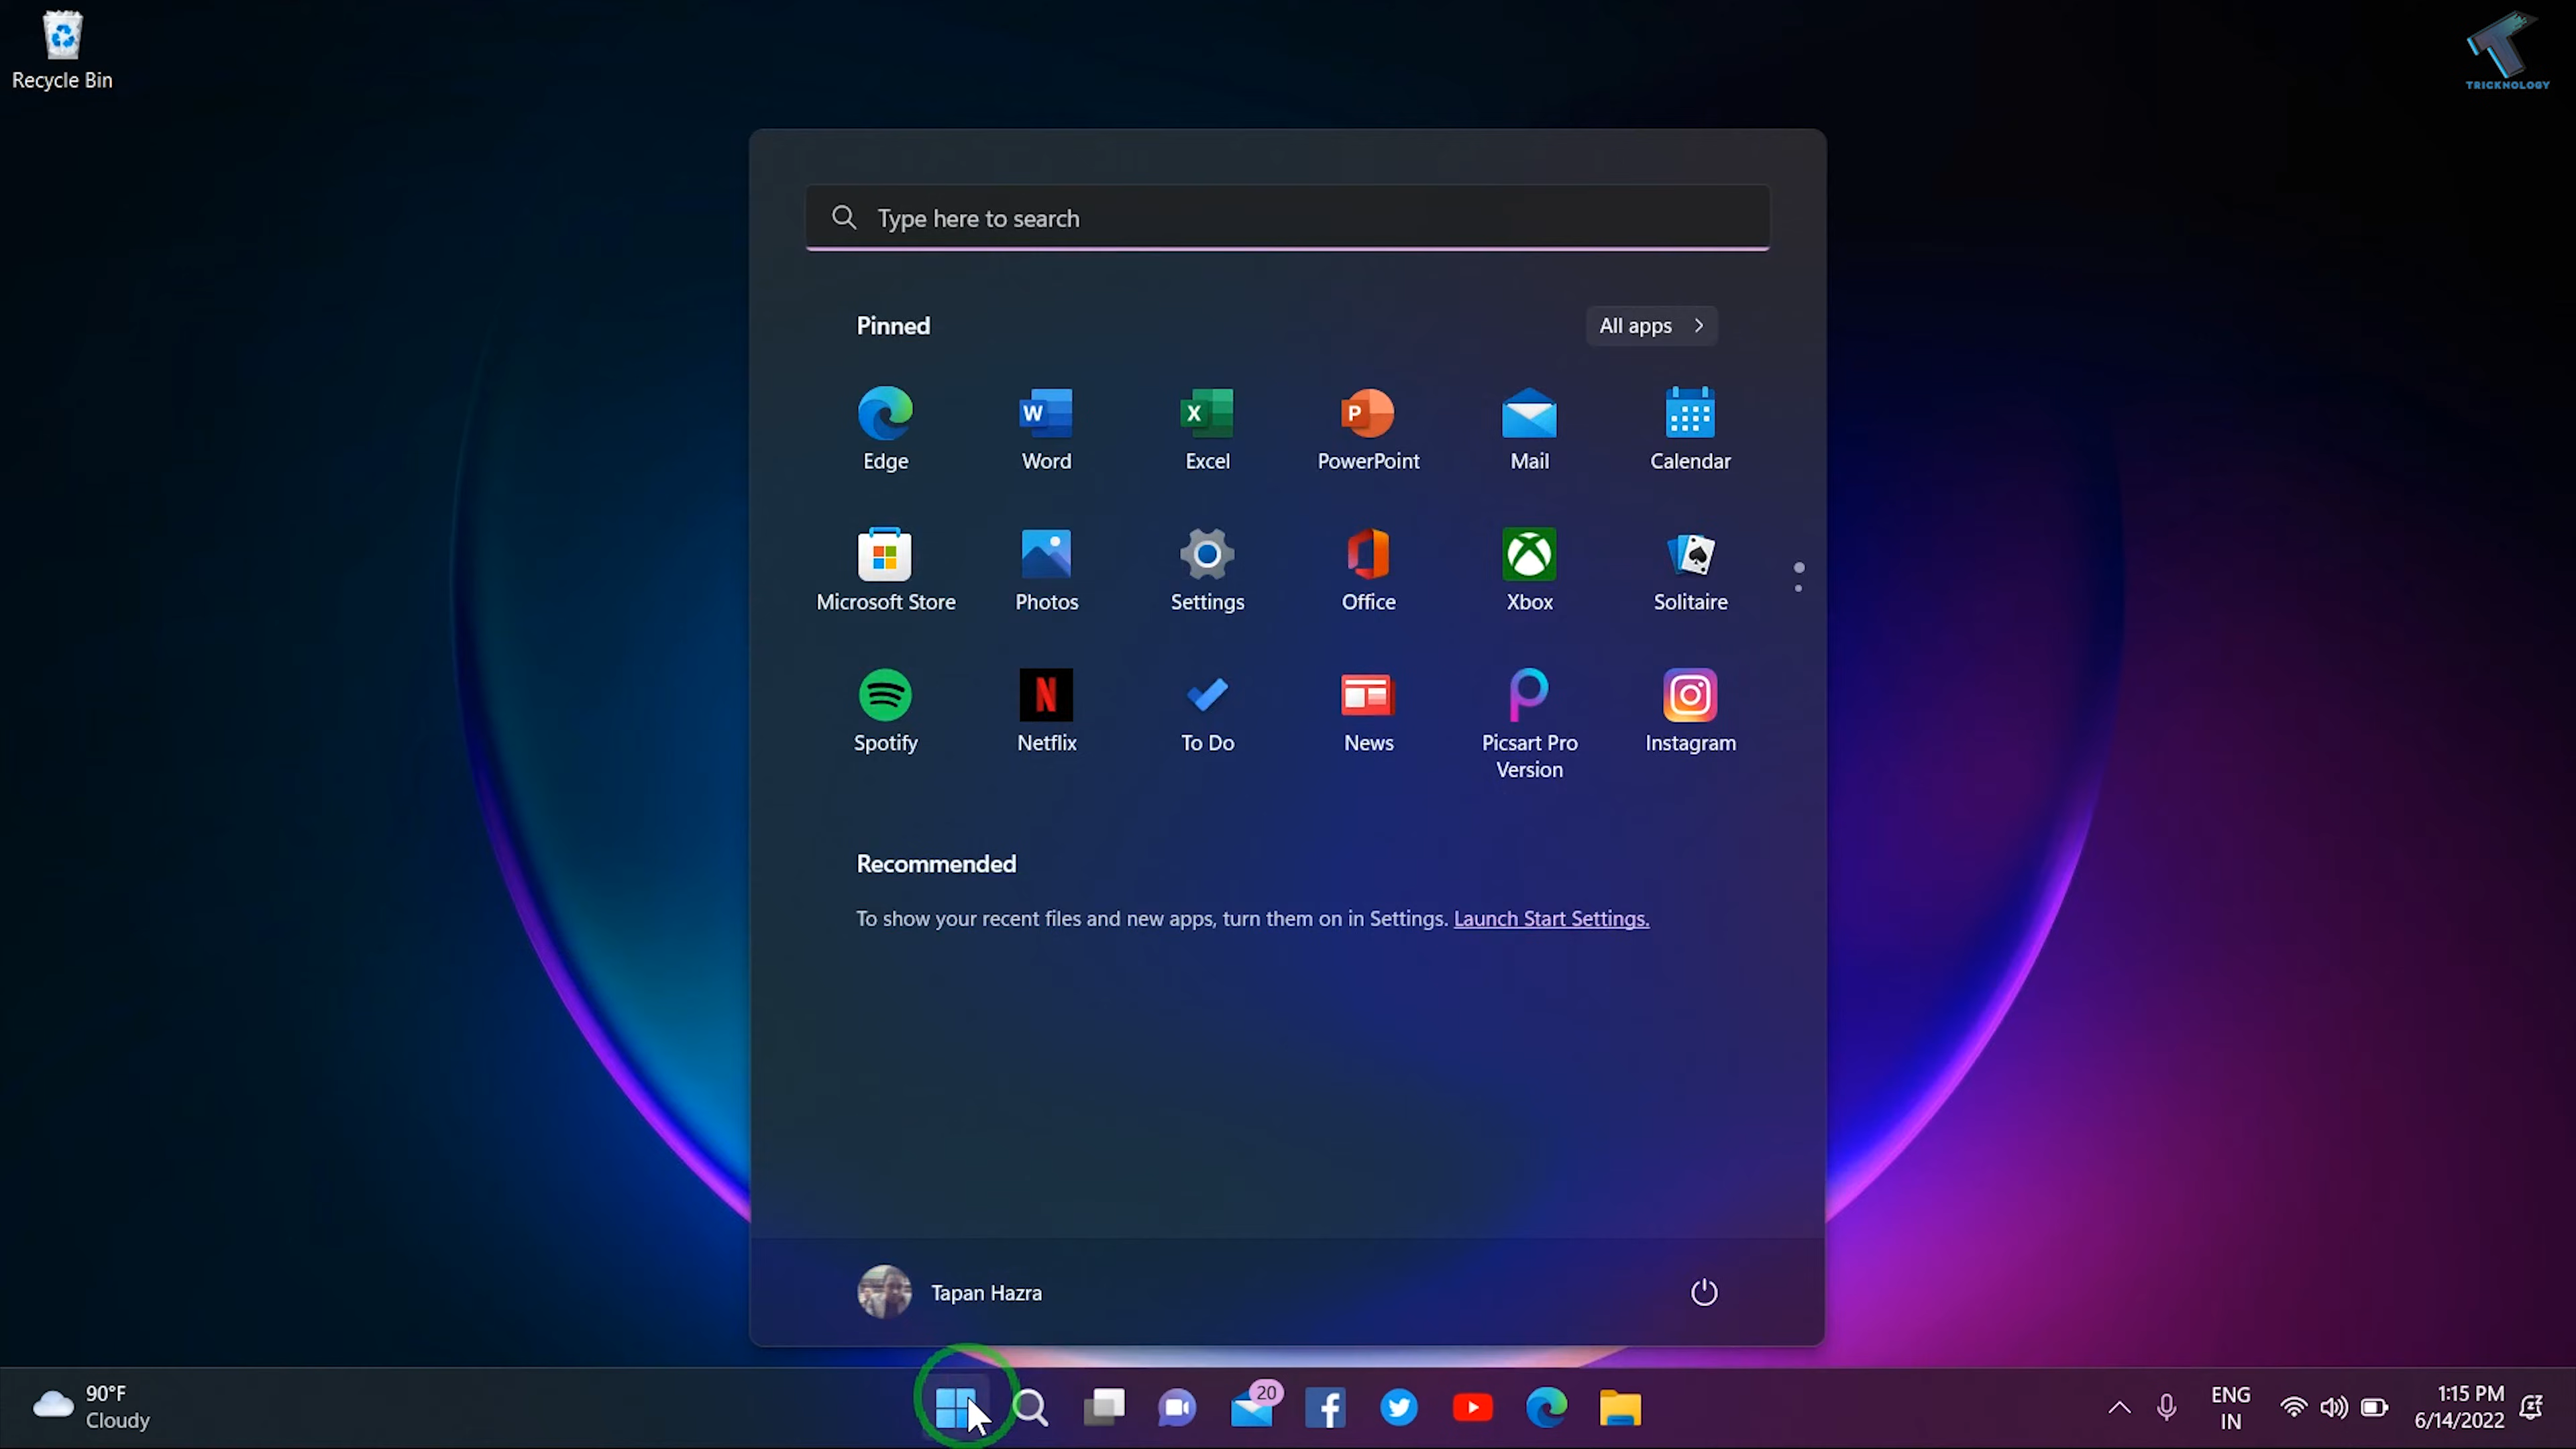 Recycle Bin
TRICKNOLOGY
Type here to search
Pinned
All apps
Edge
Word
Excel
PowerPoint
Mail
Calendar
Microsoft Store
Photos
Settings
Office
Xbox
Solitaire
Spotify
Netflix
To Do
News
Picsart Pro
Version
Instagram
Recommended
To show your recent files and new apps, turn them on in Settings. Launch Start Settings.
Tapan Hazra
90°F
Cloudy
20
ENG
IN
1:15 PM
6/14/2022